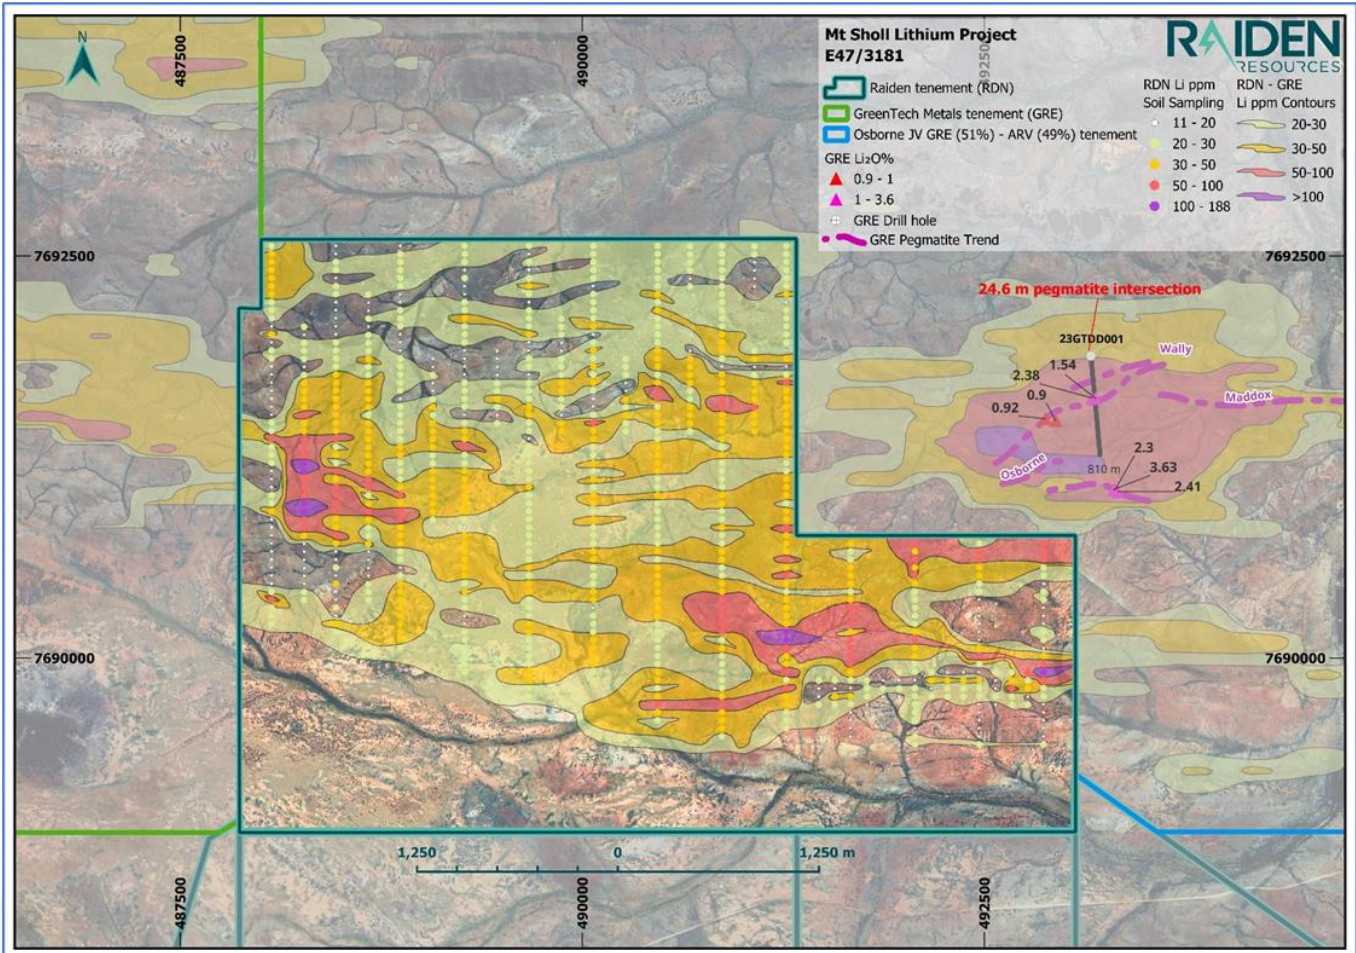 N
487500
490000
492500
Mt Sholl Lithium Project
E47/3181
RAIDEN
RESOURCES
Raiden tenement (RDN)
GreenTech Metals tenement (GRE)
Osborne JV GRE (51%) - ARV (49%) tenement
GRE Li₂O%
0.9 - 1
1 - 3.6
GRE Drill hole
GRE Pegmatite Trend
RDN Li ppm
Soil Sampling
11 - 20
20 - 30
30 - 50
50 - 100
100 - 188
RDN - GRE
Li ppm Contours
20-30
30-50
50-100
>100
7692500
7692500
24.6 m pegmatite intersection
23GTDD001
Wally
1.54
2.38
0.9
0.92
Maddox
Osborne
810 m
2.3
3.63
2.41
7690000
7690000
1,250
0
1,250 m
487500
490000
492500